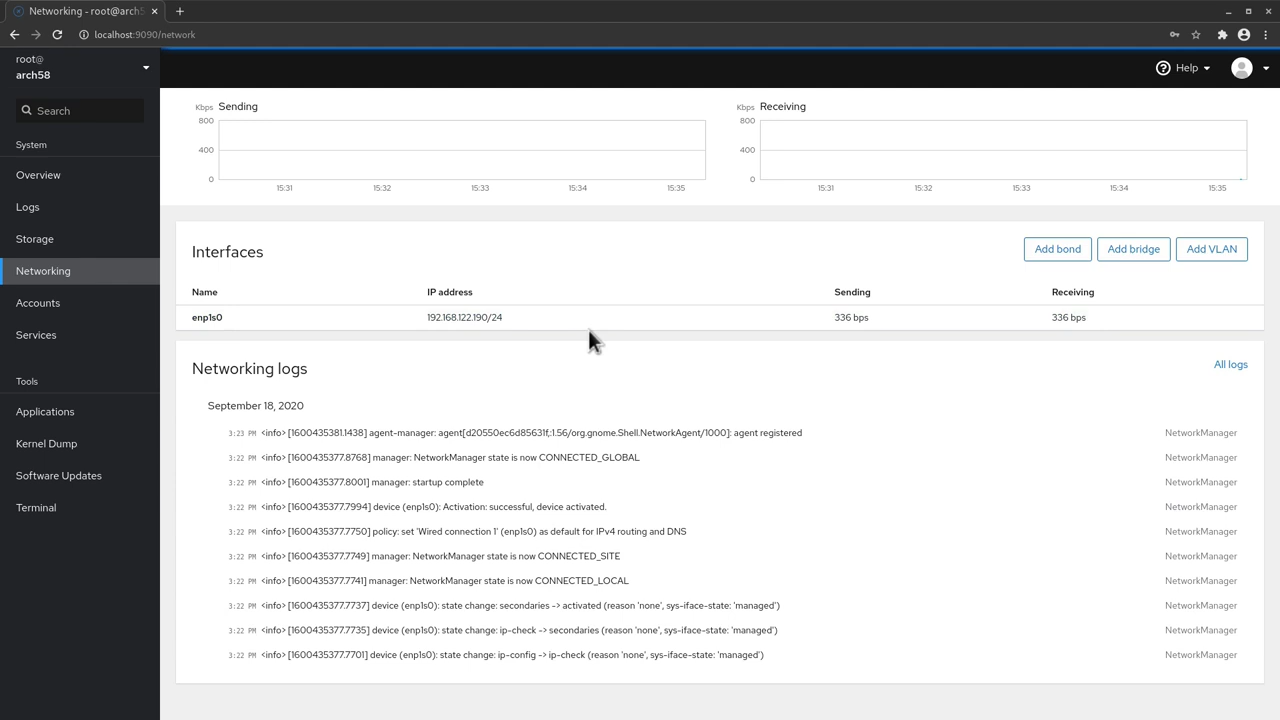 Networking - root@arch5
localhost:9090/network
root@
arch58
Help
Search
System
Overview
Logs
Storage
Networking
Accounts
Services
Tools
Applications
Kernel Dump
Software Updates
Terminal
Kbps Sending
800
400
0
15:31 15:32 15:33 15:34 15:35
Kbps Receiving
800
400
0
15:31 15:32 15:33 15:34 15:35
Interfaces
Add bond Add bridge Add VLAN
Name IP address Sending Receiving
enp1s0 192.168.122.190/24 336 bps 336 bps
Networking logs
All logs
September 18, 2020
3:23 PM <info> [1600435381.1438] agent-manager: agent[d20550ec6d85631f,:1.56/org.gnome.Shell.NetworkAgent/1000]: agent registered NetworkManager
3:22 PM <info> [1600435377.8768] manager: NetworkManager state is now CONNECTED_GLOBAL NetworkManager
3:22 PM <info> [1600435377.8001] manager: startup complete NetworkManager
3:22 PM <info> [1600435377.7994] device (enp1s0): Activation: successful, device activated. NetworkManager
3:22 PM <info> [1600435377.7750] policy: set 'Wired connection 1' (enp1s0) as default for IPv4 routing and DNS NetworkManager
3:22 PM <info> [1600435377.7749] manager: NetworkManager state is now CONNECTED_SITE NetworkManager
3:22 PM <info> [1600435377.7741] manager: NetworkManager state is now CONNECTED_LOCAL NetworkManager
3:22 PM <info> [1600435377.7737] device (enp1s0): state change: secondaries -> activated (reason 'none', sys-iface-state: 'managed') NetworkManager
3:22 PM <info> [1600435377.7735] device (enp1s0): state change: ip-check -> secondaries (reason 'none', sys-iface-state: 'managed') NetworkManager
3:22 PM <info> [1600435377.7701] device (enp1s0): state change: ip-config -> ip-check (reason 'none', sys-iface-state: 'managed') NetworkManager